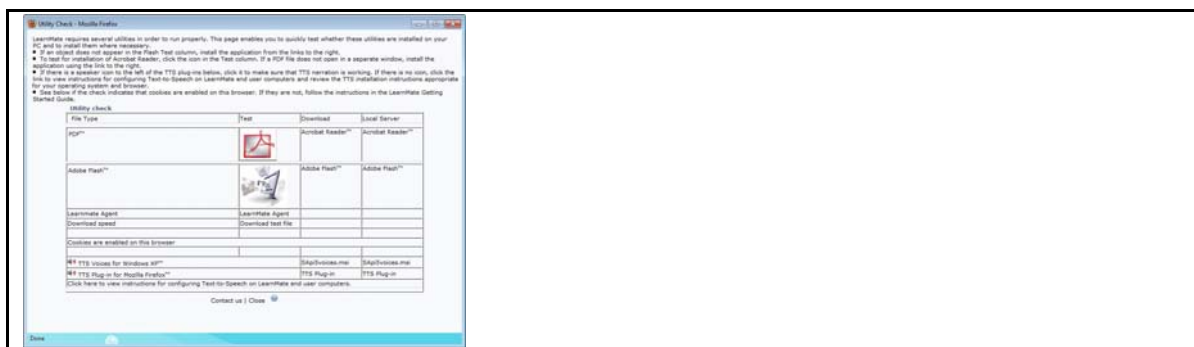 Utility Check - Mozilla Firefox
LearnMate requires several utilities in order to run properly. This page enables you to quickly test whether these utilities are installed on your
PC and to install them where necessary.
■ If an object does not appear in the Flash Test column, install the application from the links to the right.
■ To test for installation of Acrobat Reader, click the icon in the Test column. If a PDF file does not open in a separate window, install the
application using the link to the right.
■ If there is a speaker icon to the left of the TTS plug-ins below, click it to make sure that TTS narration is working. If there is no icon, click the
link to view instructions for configuring Text-to-Speech on LearnMate and user computers and review the TTS installation instructions appropriate
for your operating system and browser.
■ See below if the check indicates that cookies are enabled on this browser. If they are not, follow the instructions in the LearnMate Getting
Started Guide.
Utility check
File Type Test Download Local Server
PDF™ Acrobat Reader™ Acrobat Reader™
Adobe Flash™ Adobe Flash™ Adobe Flash™
Learnmate Agent LearnMate Agent
Download speed Download test file
Cookies are enabled on this browser
TTS Voices for Windows XP™ SApi5voices.msi SApi5voices.msi
TTS Plug-in for Mozilla Firefox™ TTS Plug-in TTS Plug-in
Click here to view instructions for configuring Text-to-Speech on LearnMate and user computers.
Contact us | Close
Done